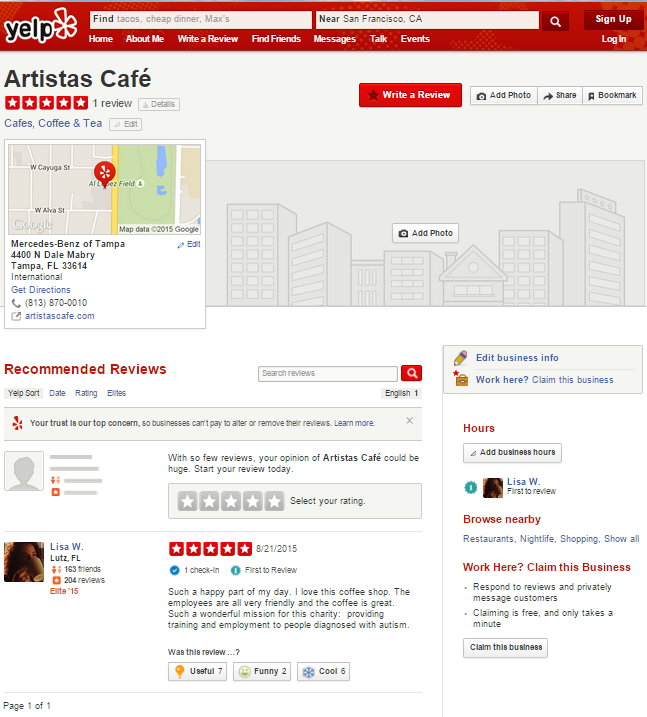 yelp
Find tacos, cheap dinner, Max's
Near San Francisco, CA
Sign Up
Home About Me Write a Review Find Friends Messages Talk Events
Log In
Artistas Café
1 review Details
Cafes, Coffee & Tea Edit
Write a Review
Add Photo Share Bookmark
W Cayuga St
Al Lopez Field
W Alva St
Google
Map data ©2015 Google
Mercedes-Benz of Tampa Edit
4400 N Dale Mabry
Tampa, FL 33614
International
Get Directions
(813) 870-0010
artistascafe.com
Add Photo
Recommended Reviews
Search reviews
Yelp Sort Date Rating Elites English 1
Your trust is our top concern, so businesses can't pay to alter or remove their reviews. Learn more. ×
With so few reviews, your opinion of Artistas Café could be
huge. Start your review today.
Select your rating.
Lisa W.
Lutz, FL
163 friends
204 reviews
Elite '15
8/21/2015
1 check-in First to Review
Such a happy part of my day. I love this coffee shop. The
employees are all very friendly and the coffee is great.
Such a wonderful mission for this charity: providing
training and employment to people diagnosed with autism.
Was this review ...?
Useful 7 Funny 2 Cool 6
Page 1 of 1
Edit business info
Work here? Claim this business
Hours
Add business hours
1
Lisa W.
First to review
Browse nearby
Restaurants, Nightlife, Shopping, Show all
Work Here? Claim this Business
Respond to reviews and privately
message customers
Claiming is free, and only takes a
minute
Claim this business